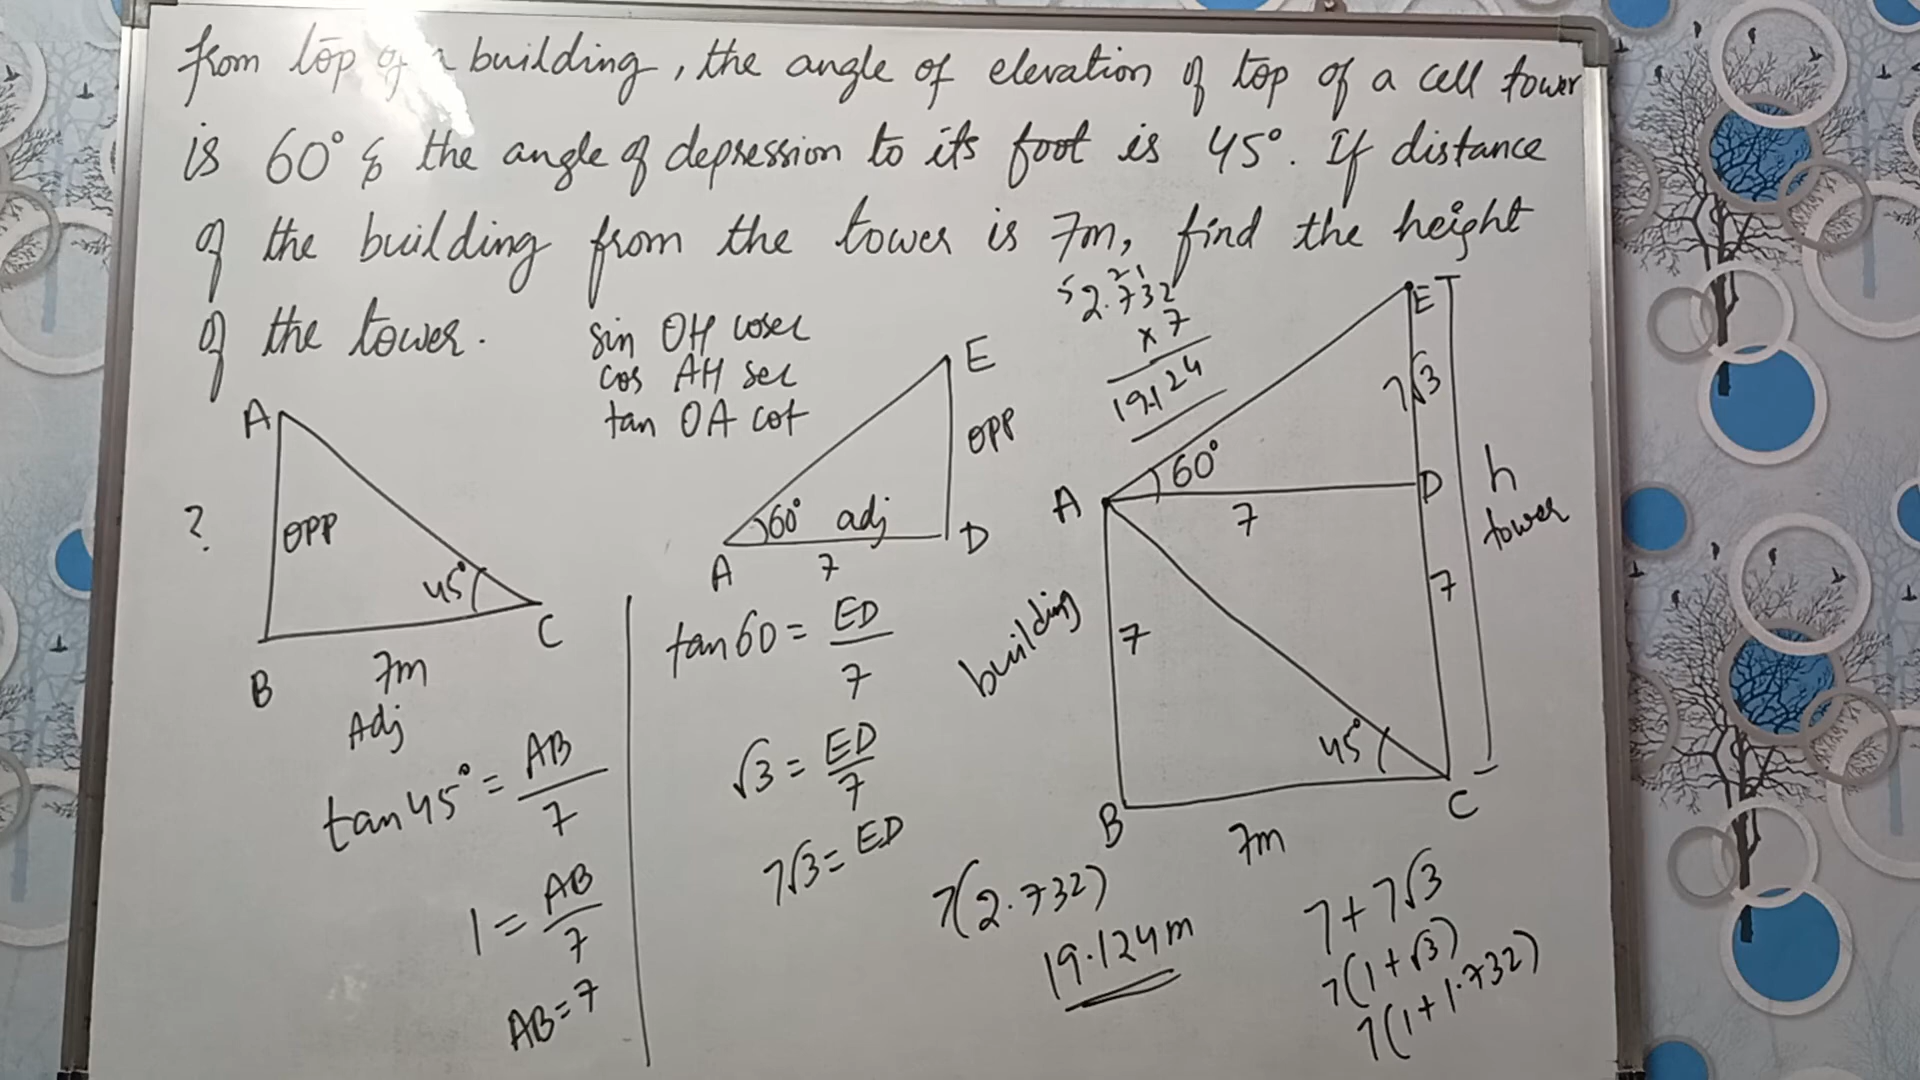 from top of a building, the angle of elevation of top of a cell tower
is 60° & the angle of depression to its foot is 45°. If distance
of the building from the tower is 7m, find the height
of the tower.
sin OH cosec
cos AH sec
tan OA cot
A
?
OPP
45°
B
7m
C
Adj
tan 45° = AB/7
1 = AB/7
AB = 7
E
OPP
60° adj
A
7
D
tan 60 = ED/7
√3 = ED/7
7√3 = ED
5 2 1
2.732
x 7
19.124
E
7√3
60°
A
7
D
h
tower
building
7
7
45°
B
7m
C
7 + 7√3
7(1 + √3)
7(1 + 1.732)
7(2.732)
19.124m